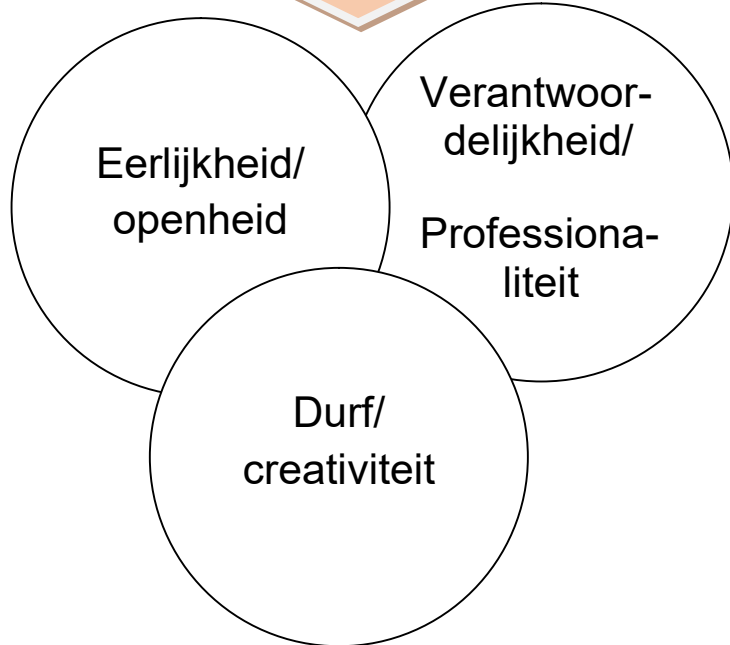 Eerlijkheid/
openheid
Verantwoor-
delijkheid/
Professiona-
liteit
Durf/
creativiteit